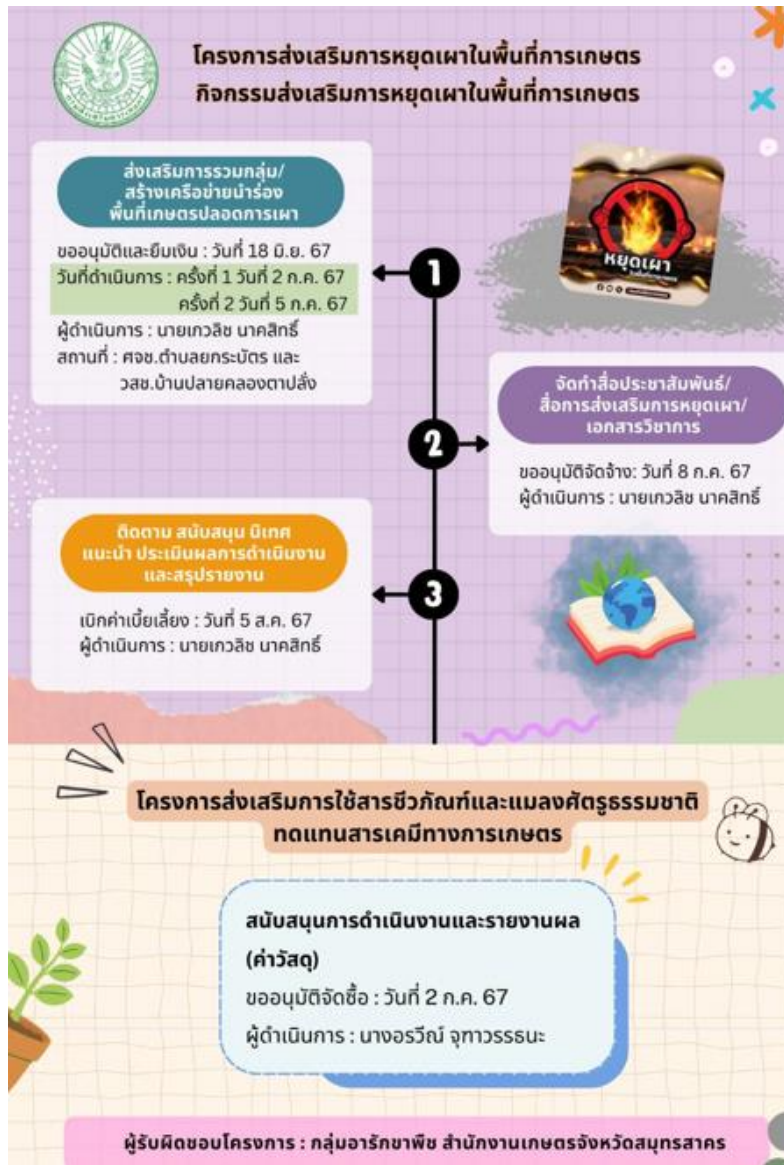 โครงการส่งเสริมการหยุดเผาในพื้นที่การเกษตร
กิจกรรมส่งเสริมการหยุดเผาในพื้นที่การเกษตร
ส่งเสริมการรวมกลุ่ม/
สร้างเครือข่ายนำร่อง
พื้นที่เกษตรปลอดการเผา
ขออนุมัติและยืมเงิน : วันที่ 18 มิ.ย. 67
วันที่ดำเนินการ : ครั้งที่ 1 วันที่ 2 ก.ค. 67
ครั้งที่ 2 วันที่ 5 ก.ค. 67
ผู้ดำเนินการ : นายเกวลิช นาคสิทธิ์
สถานที่ : ศจช.ตำบลยกระบัตร และ
วสช.บ้านปลายคลองตาปลั่ง
1
หยุดเผา
2
จัดทำสื่อประชาสัมพันธ์/
สื่อการส่งเสริมการหยุดเผา/
เอกสารวิชาการ
ขออนุมัติจัดจ้าง: วันที่ 8 ก.ค. 67
ผู้ดำเนินการ : นายเกวลิช นาคสิทธิ์
ติดตาม สนับสนุน นิเทศ
แนะนำ ประเมินผลการดำเนินงาน
และสรุปรายงาน
เบิกค่าเบี้ยเลี้ยง : วันที่ 5 ส.ค. 67
ผู้ดำเนินการ : นายเกวลิช นาคสิทธิ์
3
โครงการส่งเสริมการใช้สารชีวภัณฑ์และแมลงศัตรูธรรมชาติ
ทดแทนสารเคมีทางการเกษตร
สนับสนุนการดำเนินงานและรายงานผล
(ค่าวัสดุ)
ขออนุมัติจัดซื้อ : วันที่ 2 ก.ค. 67
ผู้ดำเนินการ : นางอรวีณ์ จุฑาวรรธนะ
ผู้รับผิดชอบโครงการ : กลุ่มอารักขาพืช สำนักงานเกษตรจังหวัดสมุทรสาคร